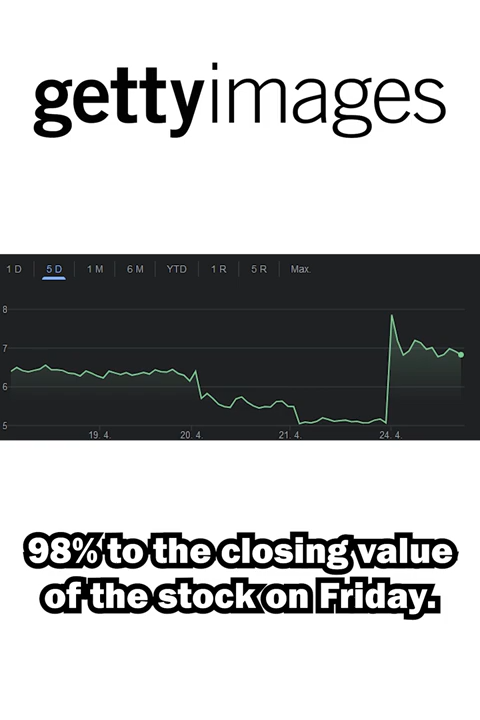 gettyimages
1 D 5 D 1 M 6 M YTD 1 R 5 R Max.
8
7
6
5
19. 4. 20. 4. 21. 4. 24. 4.
98% to the closing value
of the stock on Friday.